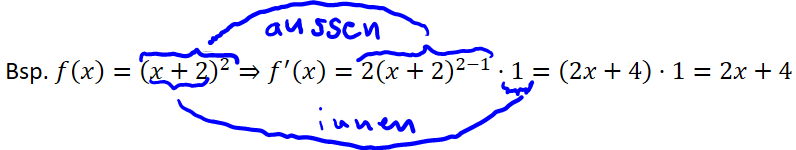 aussen
Bsp. f(x) = (x + 2)² ⇒ f'(x) = 2(x + 2)²⁻¹ · 1 = (2x + 4) · 1 = 2x + 4
innen